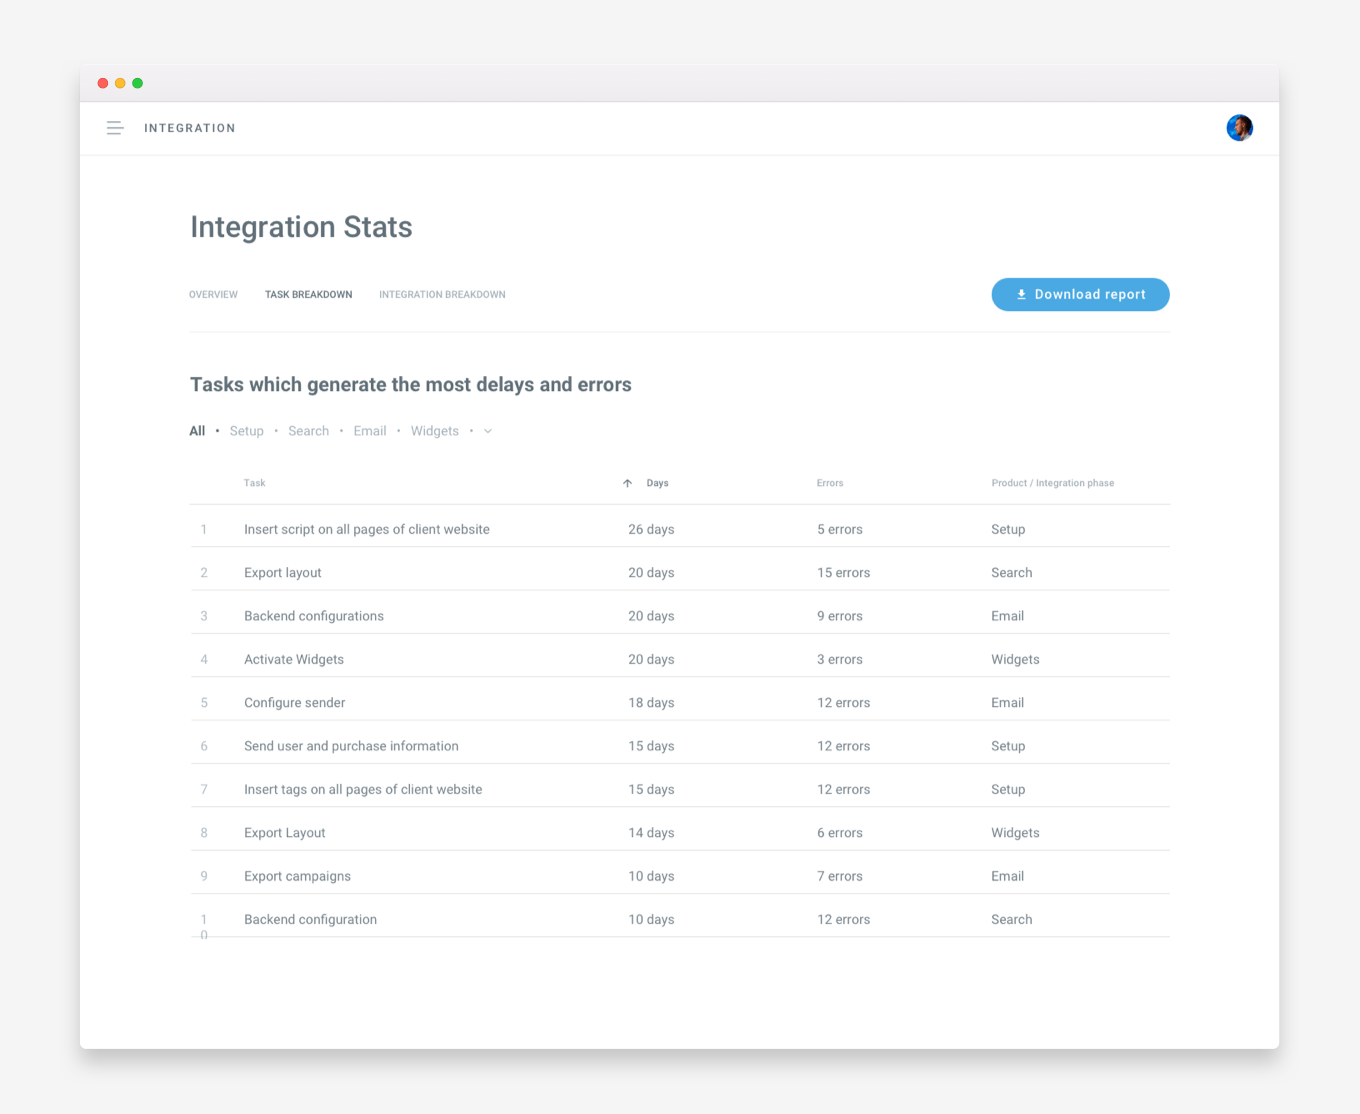 INTEGRATION
Integration Stats
OVERVIEW TASK BREAKDOWN INTEGRATION BREAKDOWN Download report
Tasks which generate the most delays and errors
All • Setup • Search • Email • Widgets •
Task Days Errors Product / Integration phase
1 Insert script on all pages of client website 26 days 5 errors Setup
2 Export layout 20 days 15 errors Search
3 Backend configurations 20 days 9 errors Email
4 Activate Widgets 20 days 3 errors Widgets
5 Configure sender 18 days 12 errors Email
6 Send user and purchase information 15 days 12 errors Setup
7 Insert tags on all pages of client website 15 days 12 errors Setup
8 Export Layout 14 days 6 errors Widgets
9 Export campaigns 10 days 7 errors Email
10 Backend configuration 10 days 12 errors Search